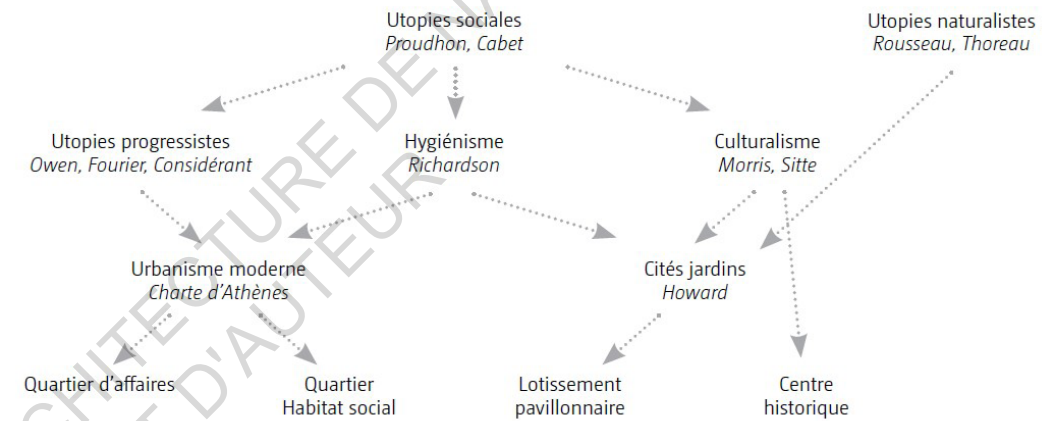 Utopies sociales
Proudhon, Cabet
Utopies naturalistes
Rousseau, Thoreau
Utopies progressistes
Owen, Fourier, Considérant
Hygiénisme
Richardson
Culturalisme
Morris, Sitte
Urbanisme moderne
Charte d'Athènes
Cités jardins
Howard
Quartier d'affaires
Quartier
Habitat social
Lotissement
pavillonnaire
Centre
historique
D'AUTEUR